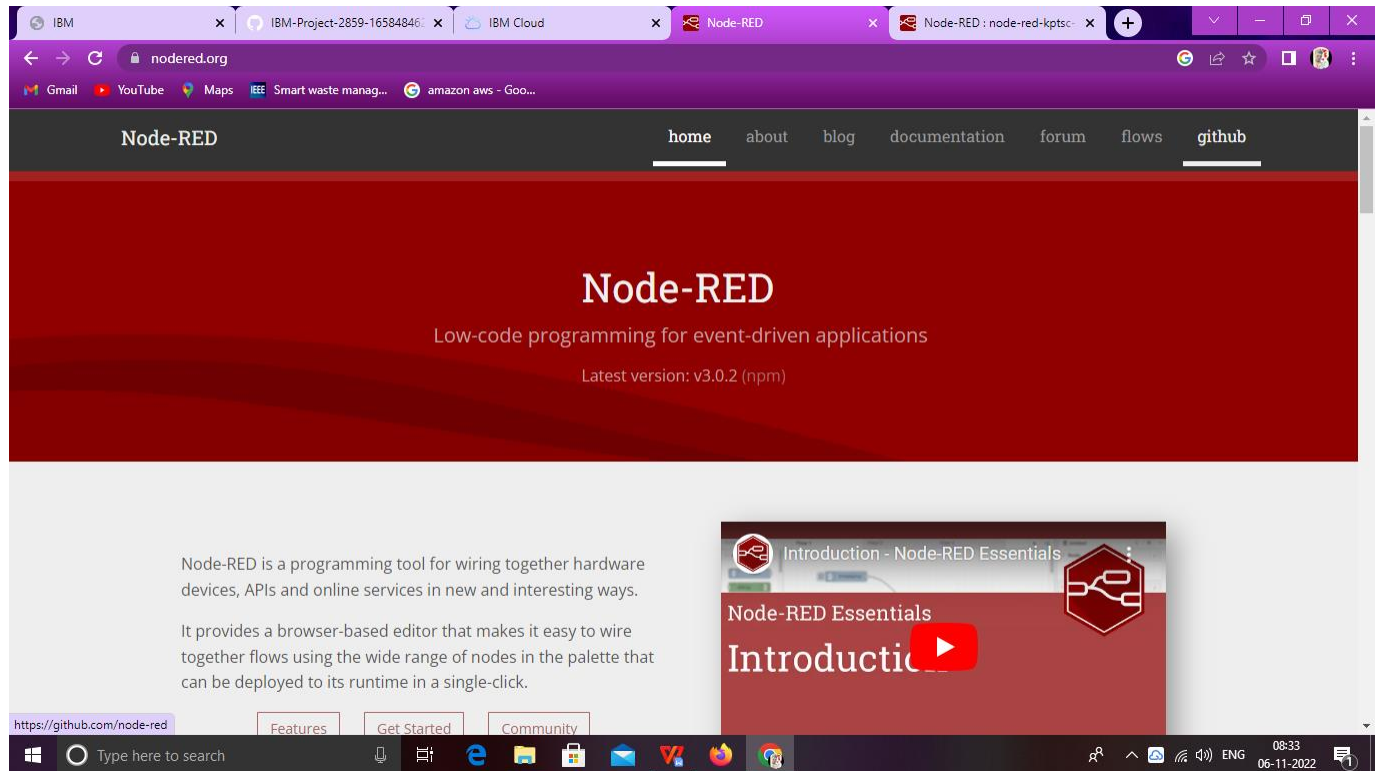 IBM
IBM-Project-2859-16584846
IBM Cloud
Node-RED
Node-RED : node-red-kptsc-
nodered.org
Gmail
YouTube
Maps
IEEE Smart waste manag...
amazon aws - Goo...
Node-RED
home
about
blog
documentation
forum
flows
github
Node-RED
Low-code programming for event-driven applications
Latest version: v3.0.2 (npm)
Node-RED is a programming tool for wiring together hardware
devices, APIs and online services in new and interesting ways.
It provides a browser-based editor that makes it easy to wire
together flows using the wide range of nodes in the palette that
can be deployed to its runtime in a single-click.
Features
Get Started
Community
Introduction - Node-RED Essentials
Node-RED Essentials
Introduction
https://github.com/node-red
Type here to search
ENG
08:33
06-11-2022
1